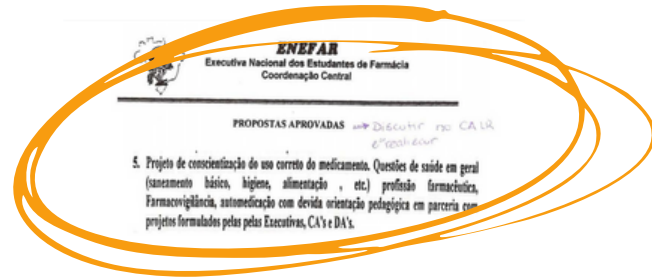 ENEFAR
Executiva Nacional dos Estudantes de Farmácia
Coordenação Central
PROPOSTAS APROVADAS → Discutir no CALR
e realizar
5. Projeto de conscientização do uso correto do medicamento. Questões de saúde em geral
(saneamento básico, higiene, alimentação , etc.) profissão farmacêutica,
Farmacovigilância, automedicação com devida orientação pedagógica em parceria com
projetos formulados pelas pelas Executivas, CA's e DA's.